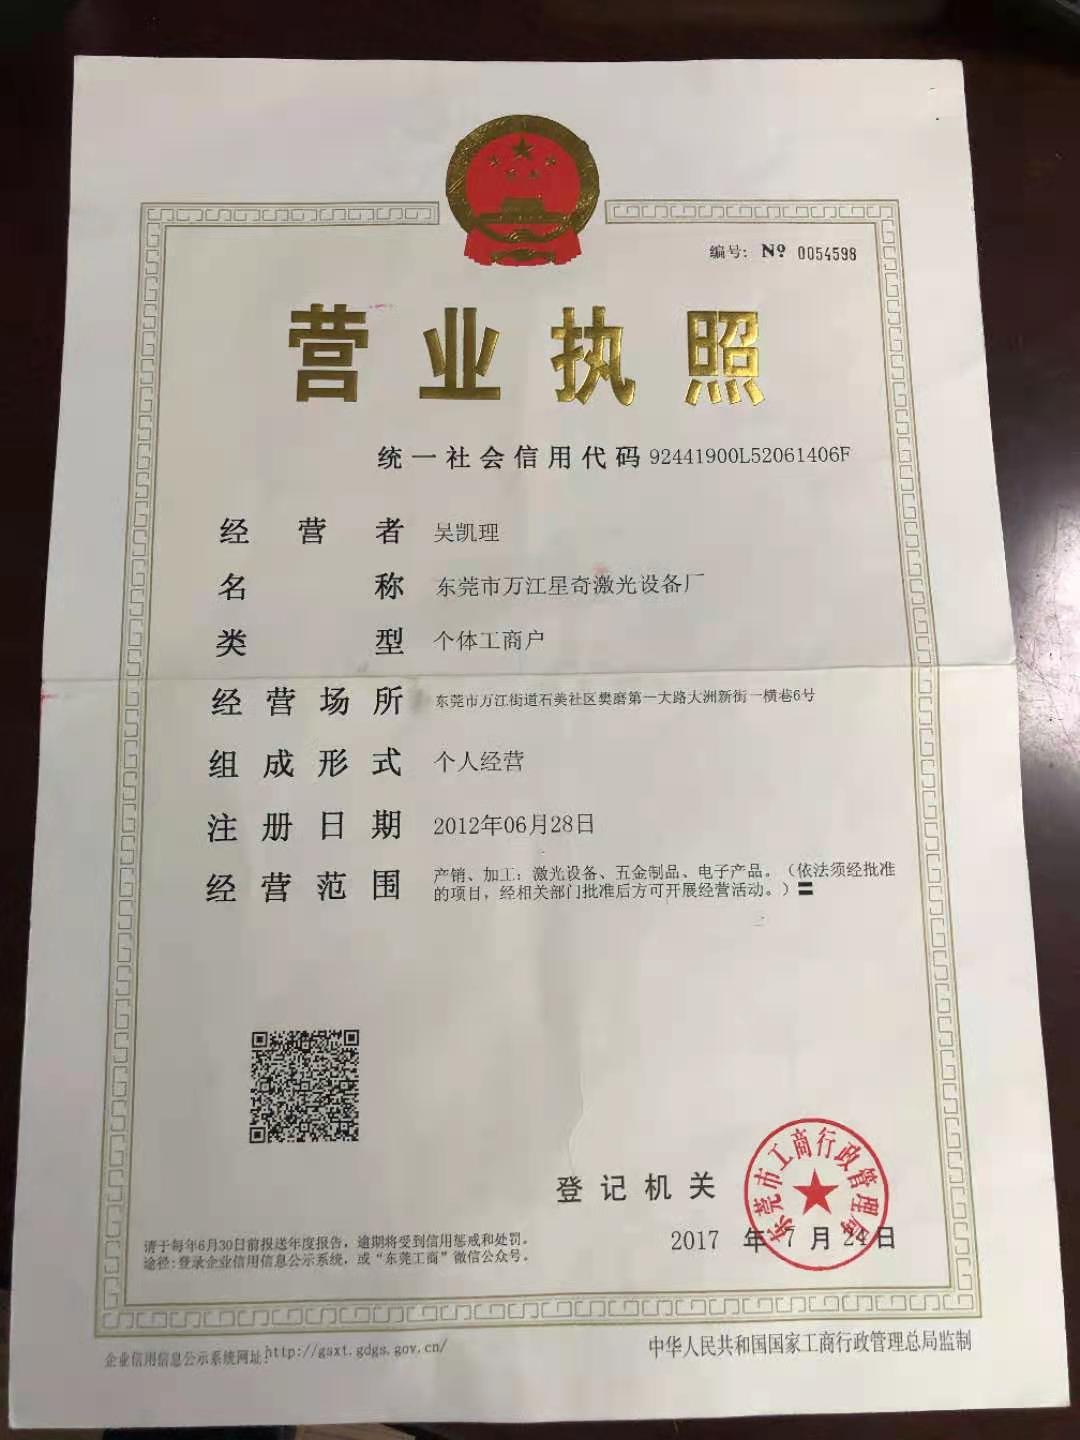 编号: № 0054598
营业执照
统一社会信用代码 92441900L52061406F
经营者 吴凯理
名称 东莞市万江星奇激光设备厂
类型 个体工商户
经营场所 东莞市万江街道石美社区樊磨第一大路大洲新街一横巷6号
组成形式 个人经营
注册日期 2012年06月28日
经营范围 产销、加工：激光设备、五金制品、电子产品。（依法须经批准
的项目，经相关部门批准后方可开展经营活动。）〓
登记机关
东莞市工商行政管理局
2017 年 7 月 24 日
请于每年6月30日前报送年度报告，逾期将受到信用惩戒和处罚。
途径:登录企业信用信息公示系统，或“东莞工商”微信公众号。
企业信用信息公示系统网址: http://gsxt.gdgs.gov.cn/
中华人民共和国国家工商行政管理总局监制